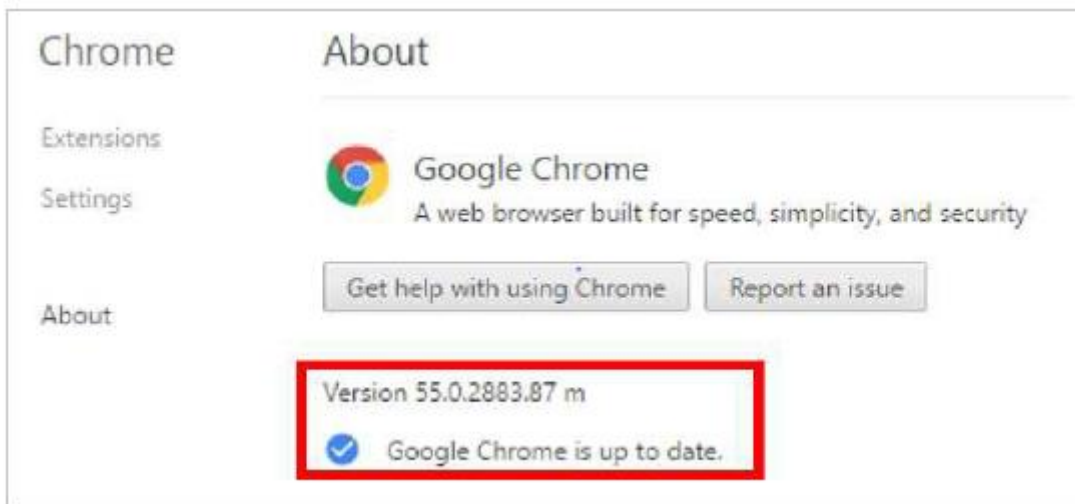 Chrome
About
Extensions
Settings
About
Google Chrome
A web browser built for speed, simplicity, and security
Get help with using Chrome
Report an issue
Version 55.0.2883.87 m
Google Chrome is up to date.